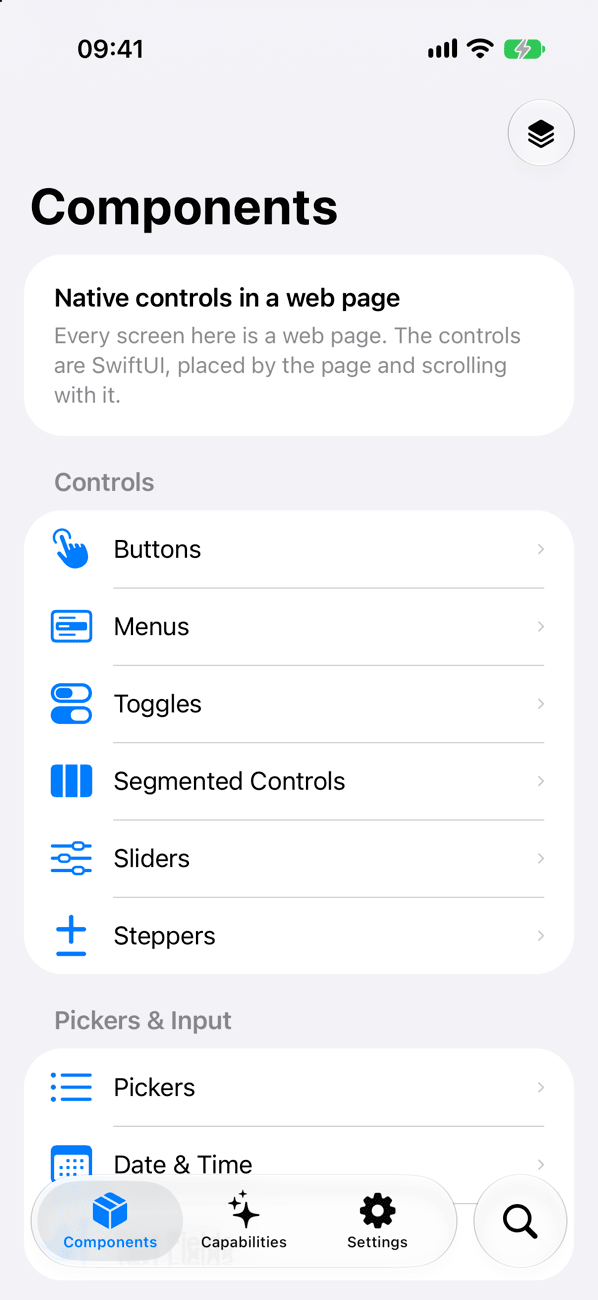 09:41
Components
Native controls in a web page
Every screen here is a web page. The controls
are SwiftUI, placed by the page and scrolling
with it.
Controls
Buttons
Menus
Toggles
Segmented Controls
Sliders
Steppers
Pickers & Input
Pickers
Date & Time
Components
Capabilities
Settings